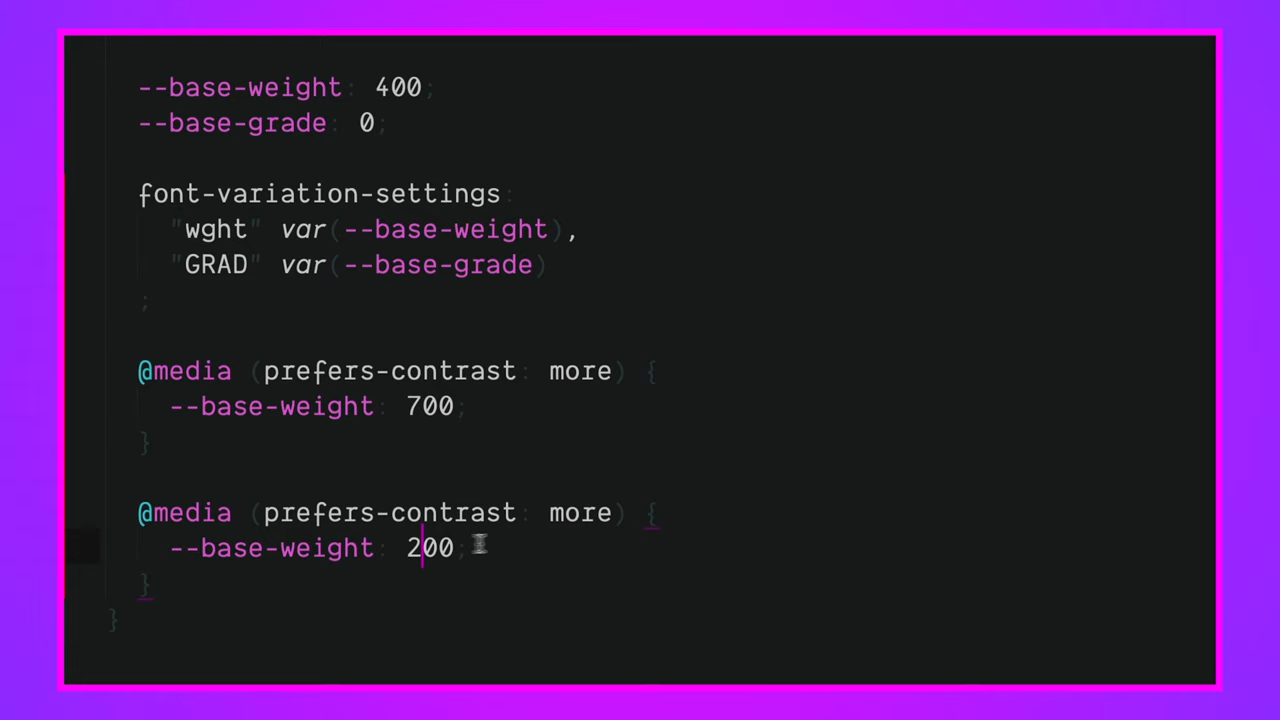 --base-weight: 400;
--base-grade: 0;
font-variation-settings:
"wght" var(--base-weight),
"GRAD" var(--base-grade)
;
@media (prefers-contrast: more) {
--base-weight: 700;
}
@media (prefers-contrast: more) {
--base-weight: 200;
}
}